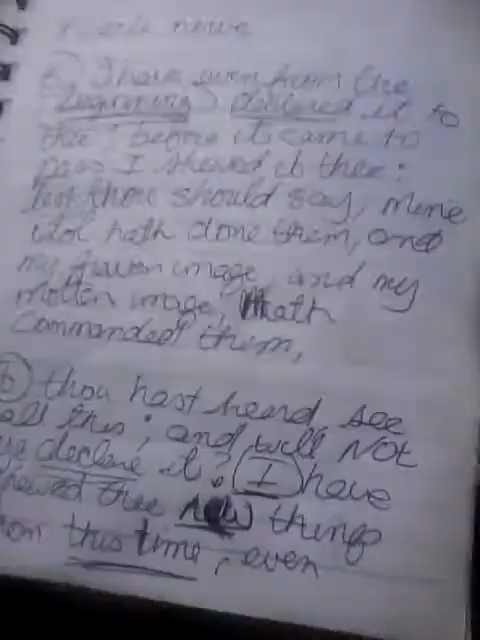 5) I have even from the
beginning declared it to
thee; before it came to
pass I shewed it thee:
lest thou should say, Mine
idol hath done them, and
my graven image, and my
molten image, hath
commanded them,
6) thou hast heard, see
all this; and will NOT
ye declare it? I have
shewed thee new things
from this time, even